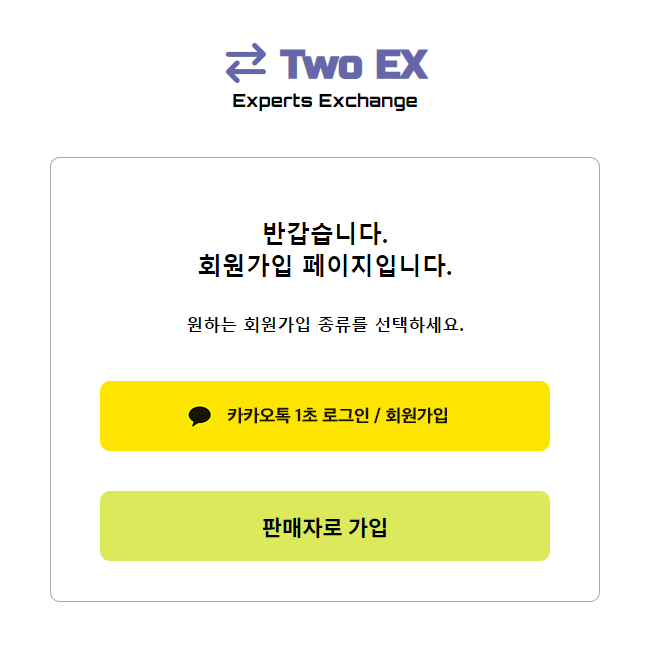 Two EX
Experts Exchange
반갑습니다.
회원가입 페이지입니다.
원하는 회원가입 종류를 선택하세요.
카카오톡 1초 로그인 / 회원가입
판매자로 가입